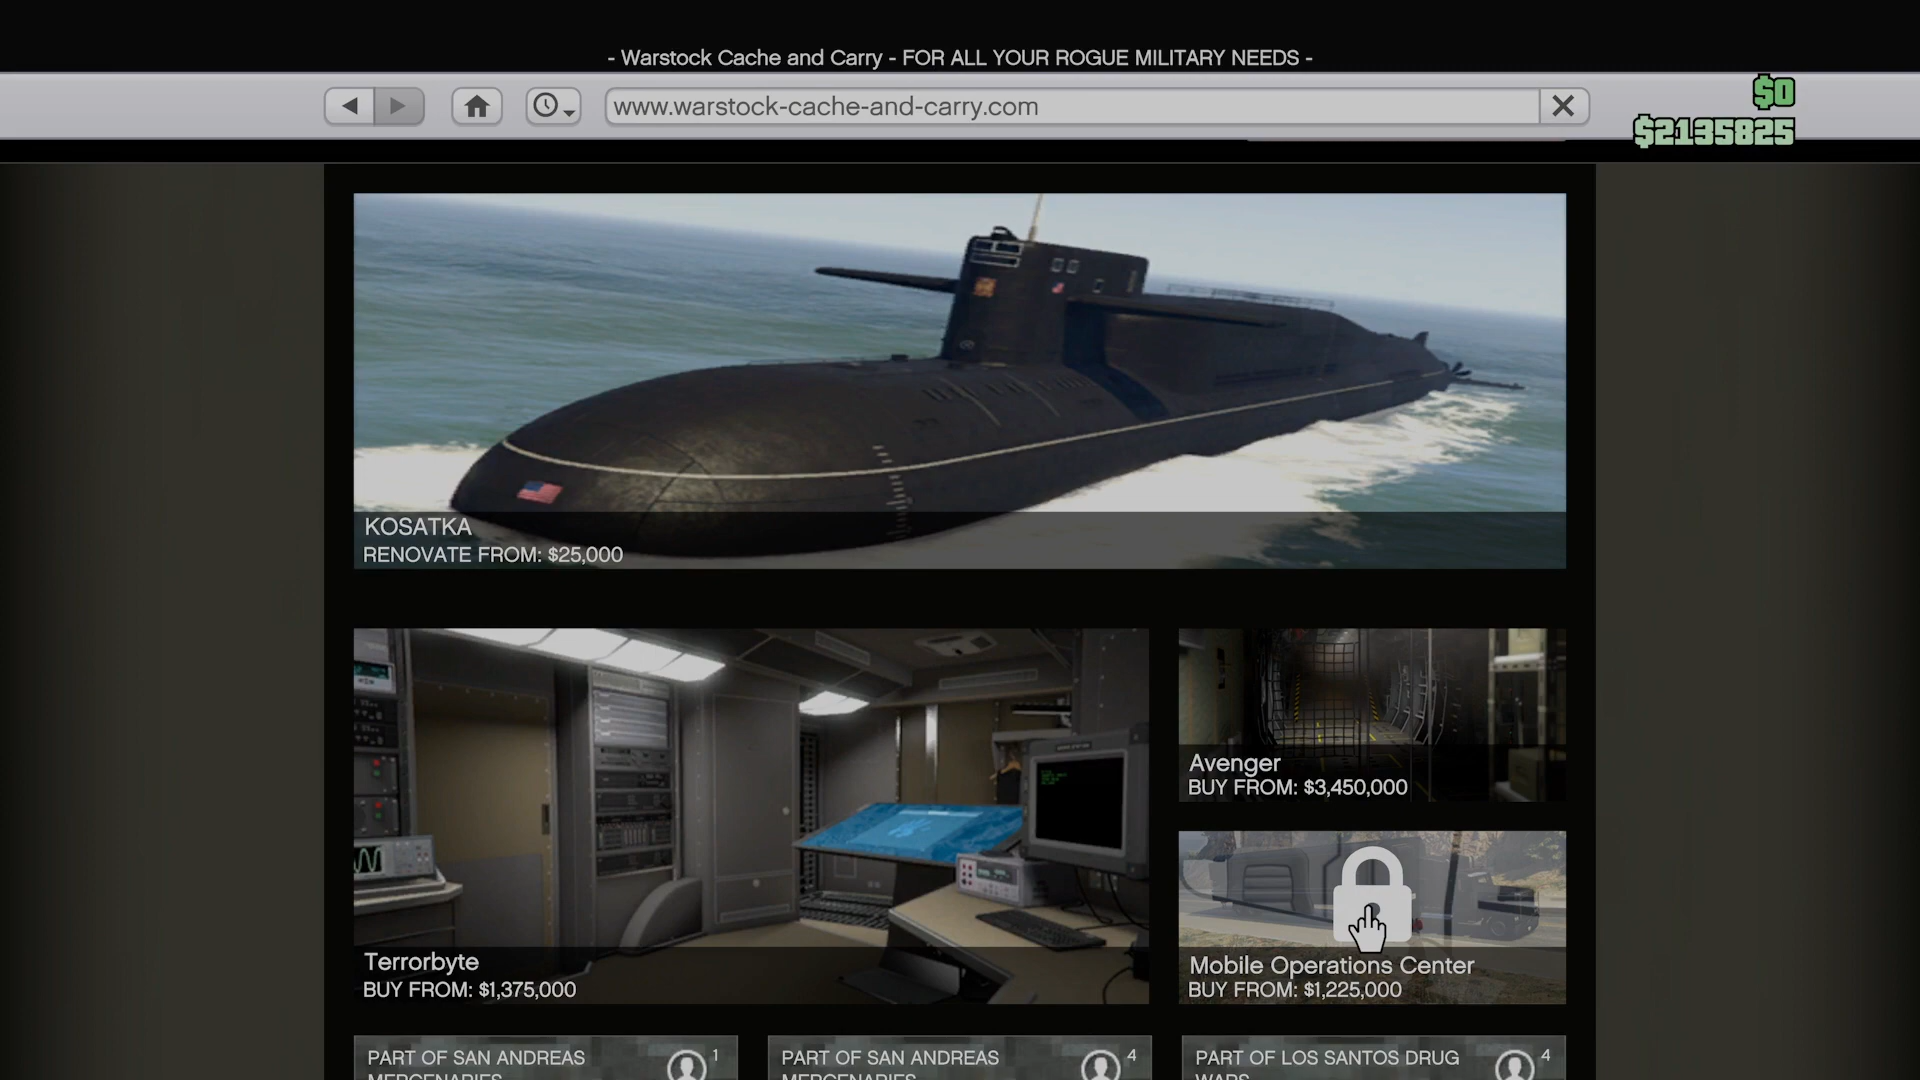 - Warstock Cache and Carry - FOR ALL YOUR ROGUE MILITARY NEEDS -
www.warstock-cache-and-carry.com
$0
$2135825
KOSATKA
RENOVATE FROM: $25,000
Terrorbyte
BUY FROM: $1,375,000
Avenger
BUY FROM: $3,450,000
Mobile Operations Center
BUY FROM: $1,225,000
PART OF SAN ANDREAS
MERCENARIES
1
PART OF SAN ANDREAS
MERCENARIES
4
PART OF LOS SANTOS DRUG
WARS
4